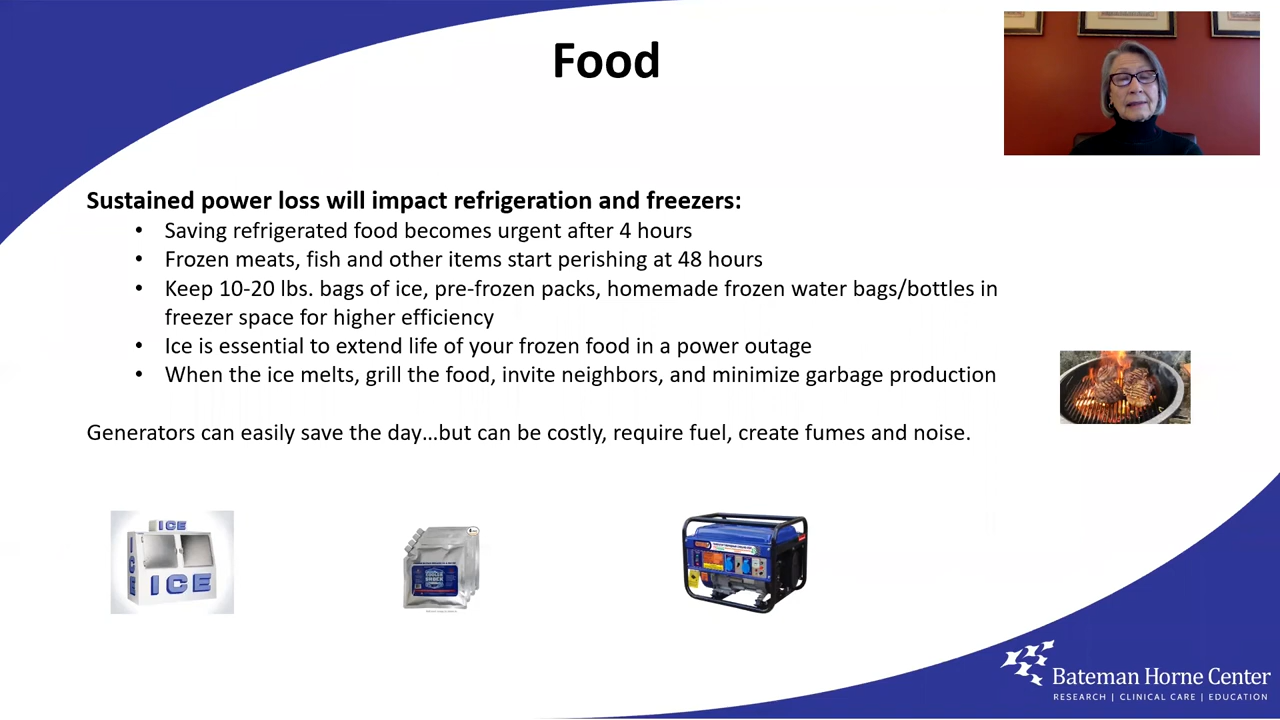 Food
Sustained power loss will impact refrigeration and freezers:
• Saving refrigerated food becomes urgent after 4 hours
• Frozen meats, fish and other items start perishing at 48 hours
• Keep 10-20 lbs. bags of ice, pre-frozen packs, homemade frozen water bags/bottles in
freezer space for higher efficiency
• Ice is essential to extend life of your frozen food in a power outage
• When the ice melts, grill the food, invite neighbors, and minimize garbage production
Generators can easily save the day…but can be costly, require fuel, create fumes and noise.
ICE
ICE
ICE
COOLER
SHOCK
Bateman Horne Center
RESEARCH | CLINICAL CARE | EDUCATION